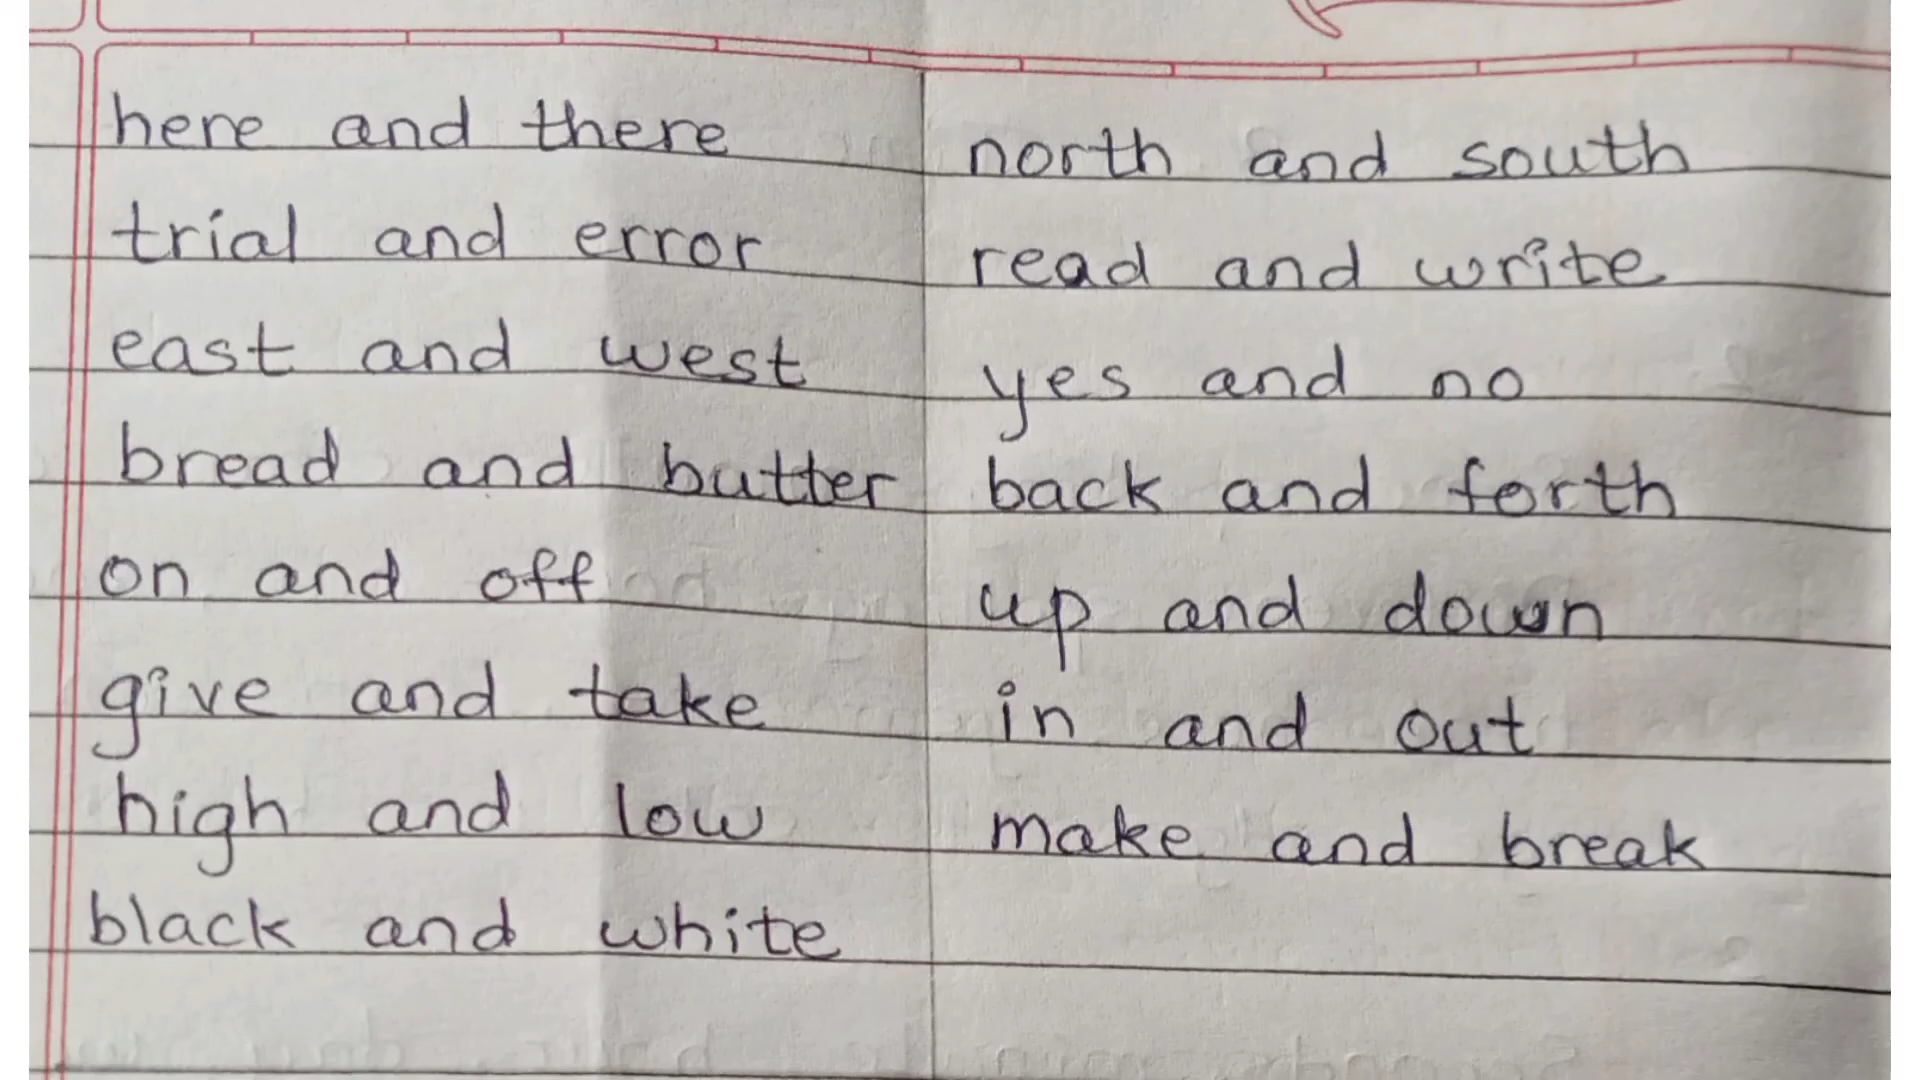 here and there
trial and error
east and west
bread and butter
on and off
give and take
high and low
black and white
north and south
read and write
yes and no
back and forth
up and down
in and out
make and break